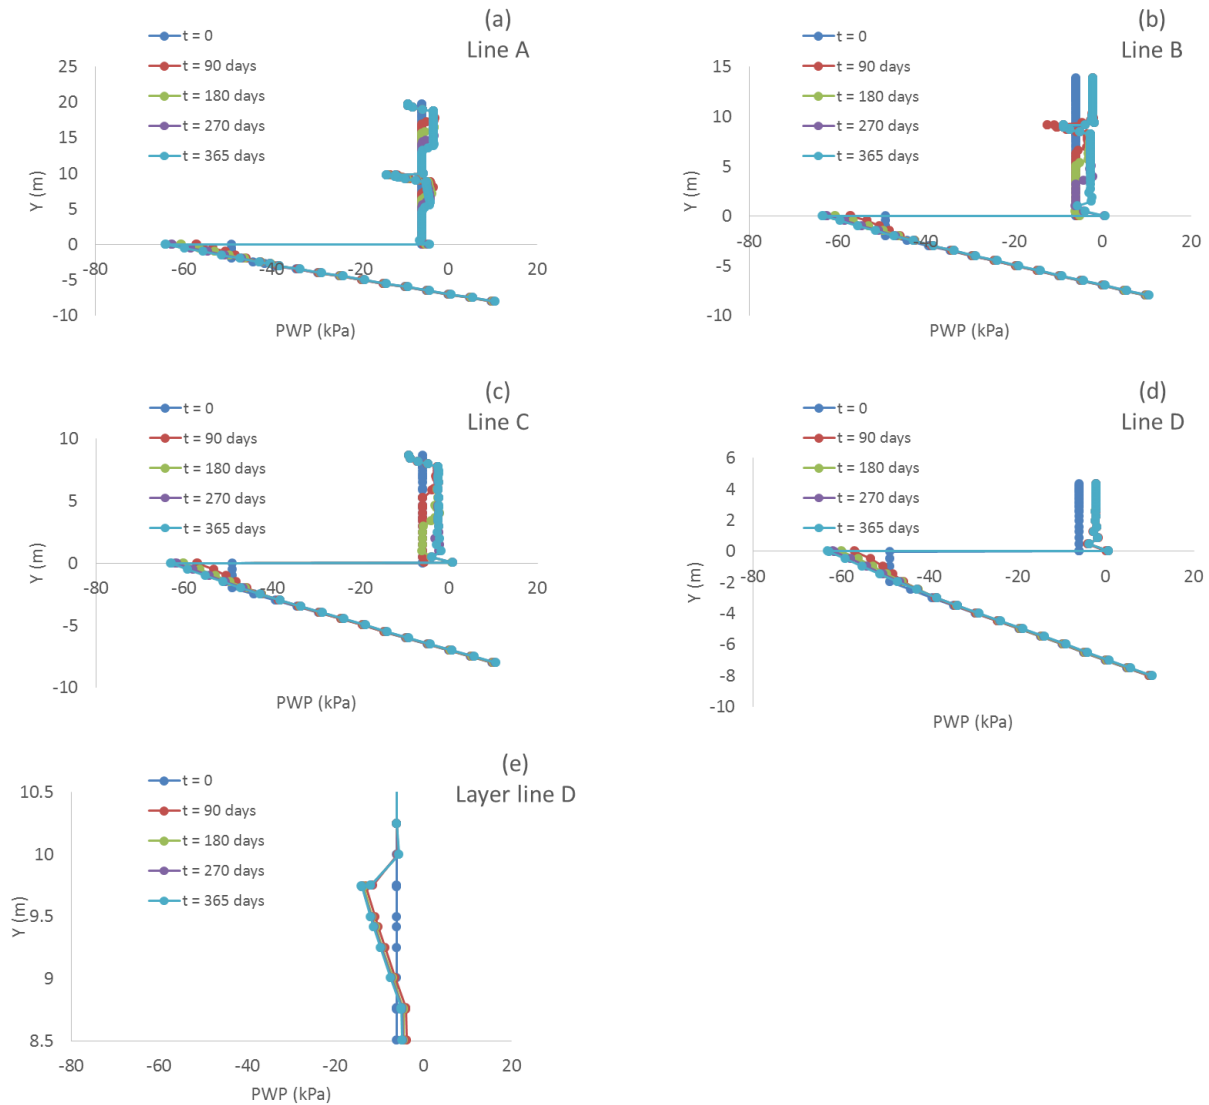 (a)
Line A
t = 0
t = 90 days
t = 180 days
t = 270 days
t = 365 days
25
20
15
10
5
0
-5
-10
-80
-60
-40
-20
0
20
Y (m)
PWP (kPa)
(b)
Line B
t = 0
t = 90 days
t = 180 days
t = 270 days
t = 365 days
15
10
5
0
-5
-10
-80
-60
-40
-20
0
20
Y (m)
PWP (kPa)
(c)
Line C
t = 0
t = 90 days
t = 180 days
t = 270 days
t = 365 days
10
5
0
-5
-10
-80
-60
-40
-20
0
20
Y (m)
PWP (kPa)
(d)
Line D
t = 0
t = 90 days
t = 180 days
t = 270 days
t = 365 days
6
4
2
0
-2
-4
-6
-8
-10
-80
-60
-40
-20
0
20
Y (m)
PWP (kPa)
(e)
Layer line D
t = 0
t = 90 days
t = 180 days
t = 270 days
t = 365 days
10.5
10
9.5
9
8.5
-80
-60
-40
-20
0
20
Y (m)
PWP (kPa)